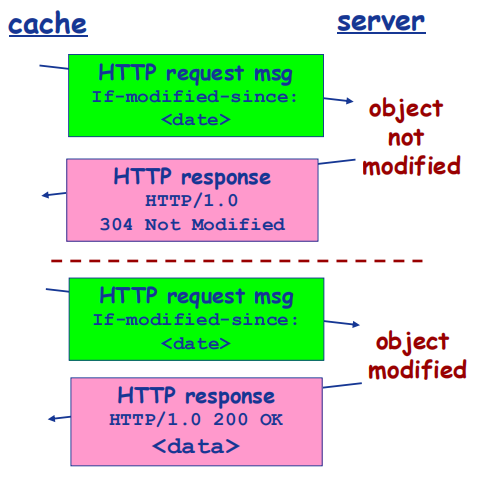 cache
server
HTTP request msg
If-modified-since:
<date>
object
not
modified
HTTP response
HTTP/1.0
304 Not Modified
HTTP request msg
If-modified-since:
<date>
object
modified
HTTP response
HTTP/1.0 200 OK
<data>